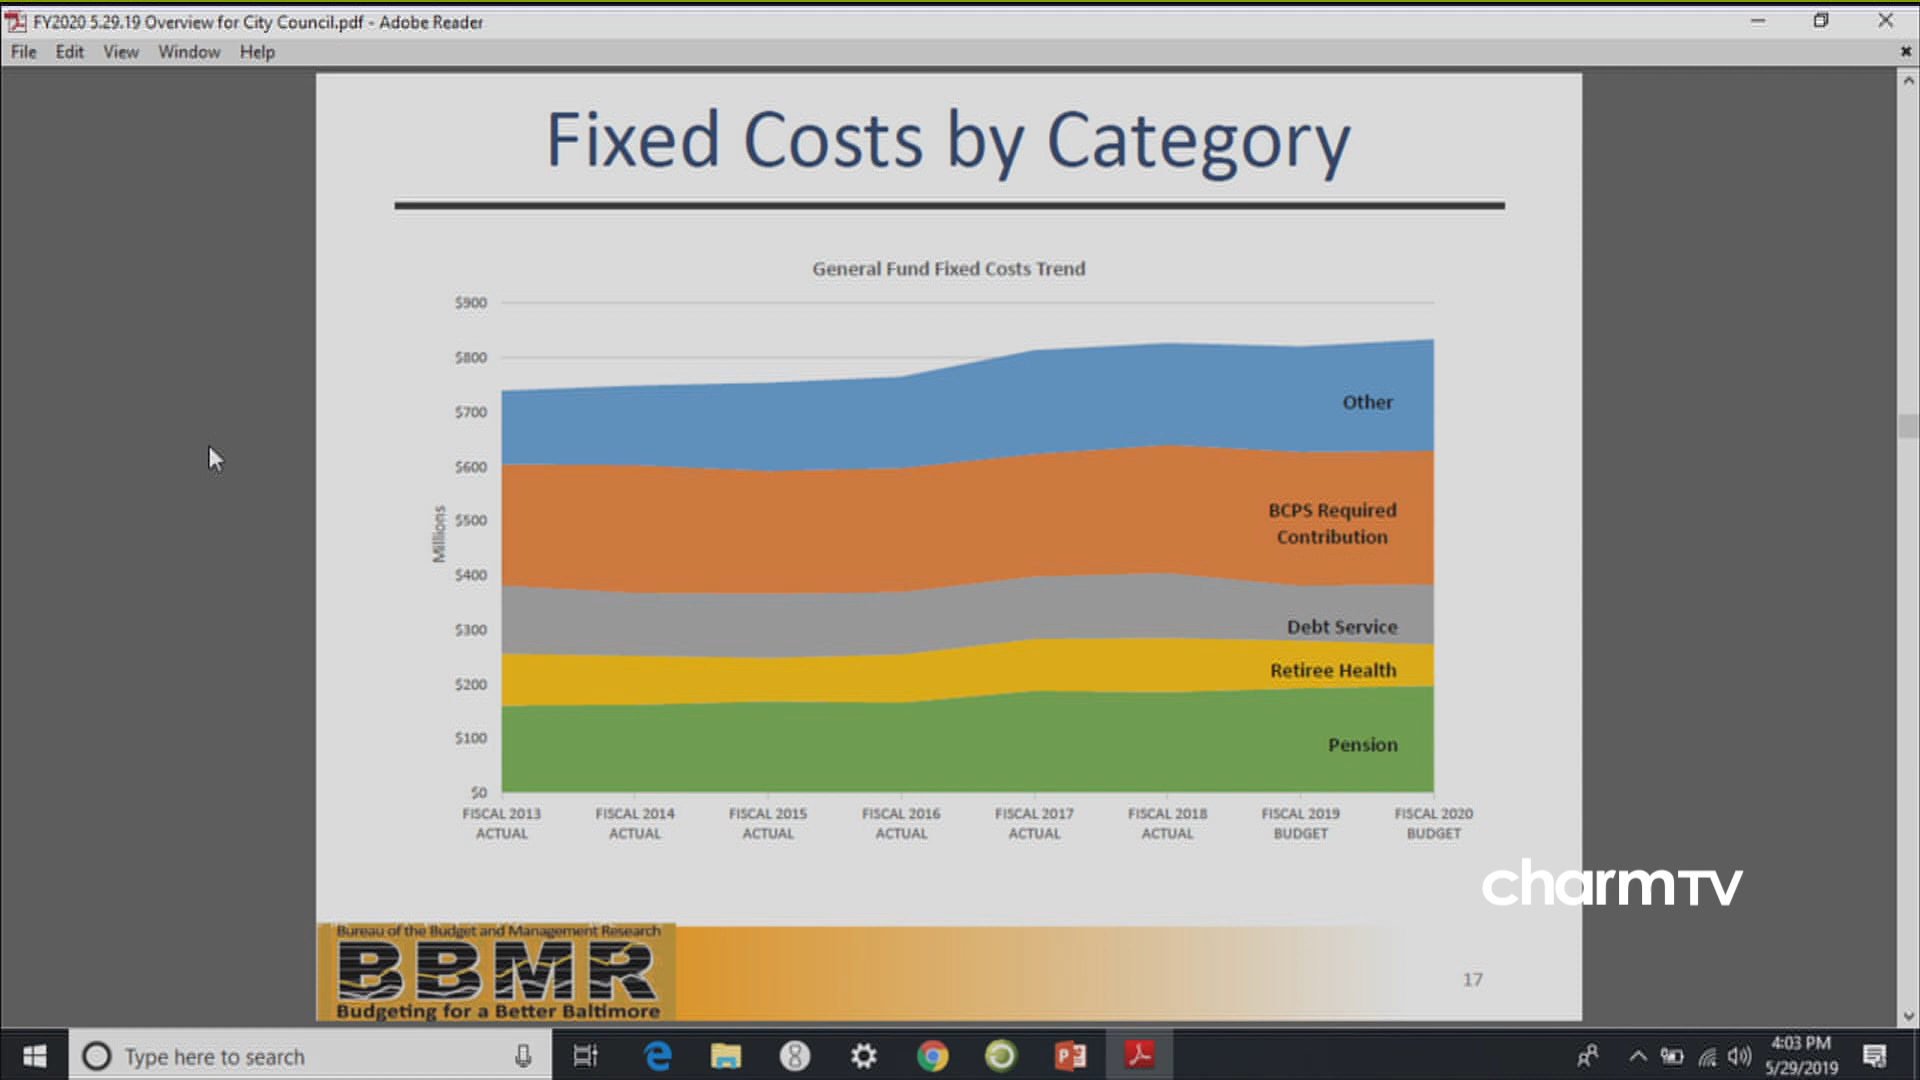 FY2020 5.29.19 Overview for City Council.pdf - Adobe Reader
File Edit View Window Help
Fixed Costs by Category
General Fund Fixed Costs Trend
$900
$800
$700
$600
$500
$400
$300
$200
$100
$0
Millions
Other
BCPS Required
Contribution
Debt Service
Retiree Health
Pension
FISCAL 2013 FISCAL 2014 FISCAL 2015 FISCAL 2016 FISCAL 2017 FISCAL 2018 FISCAL 2019 FISCAL 2020
ACTUAL ACTUAL ACTUAL ACTUAL ACTUAL ACTUAL BUDGET BUDGET
charmTV
Bureau of the Budget and Management Research
BBMR
Budgeting for a Better Baltimore
17
Type here to search
4:03 PM
5/29/2019